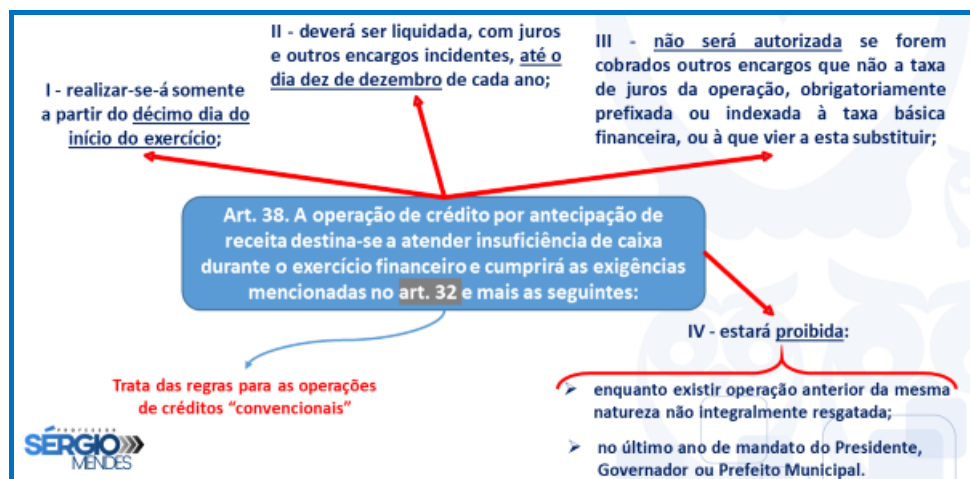 I - realizar-se-á somente
a partir do décimo dia do
início do exercício;
II - deverá ser liquidada, com juros
e outros encargos incidentes, até o
dia dez de dezembro de cada ano;
III - não será autorizada se forem
cobrados outros encargos que não a taxa
de juros da operação, obrigatoriamente
prefixada ou indexada à taxa básica
financeira, ou à que vier a esta substituir;
Art. 38. A operação de crédito por antecipação de
receita destina-se a atender insuficiência de caixa
durante o exercício financeiro e cumprirá as exigências
mencionadas no art. 32 e mais as seguintes:
IV - estará proibida:
➢ enquanto existir operação anterior da mesma
natureza não integralmente resgatada;
➢ no último ano de mandato do Presidente,
Governador ou Prefeito Municipal.
Trata das regras para as operações
de créditos “convencionais”
PROFESSOR
SÉRGIO
MENDES